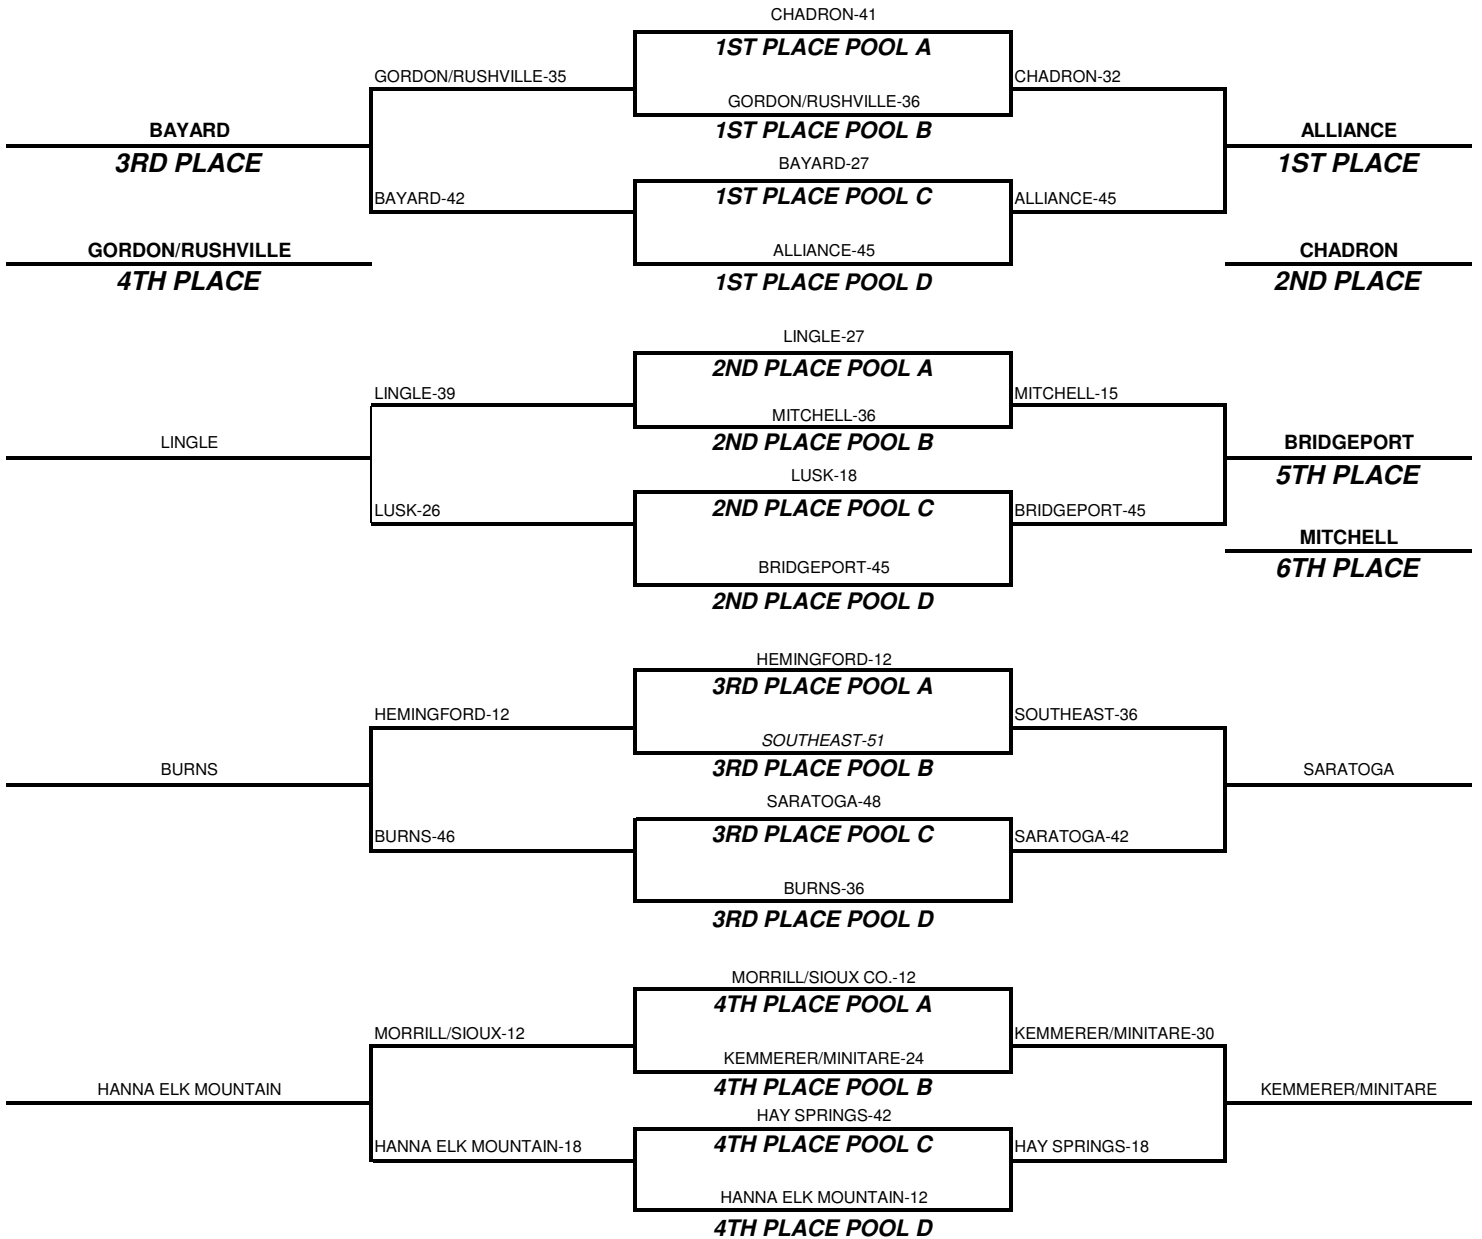 CHADRON-41
1ST PLACE POOL A
GORDON/RUSHVILLE-35
CHADRON-32
GORDON/RUSHVILLE-36
BAYARD
1ST PLACE POOL B
ALLIANCE
3RD PLACE
BAYARD-27
1ST PLACE
BAYARD-42
1ST PLACE POOL C
ALLIANCE-45
GORDON/RUSHVILLE
ALLIANCE-45
CHADRON
4TH PLACE
1ST PLACE POOL D
2ND PLACE
LINGLE-27
2ND PLACE POOL A
LINGLE-39
MITCHELL-15
MITCHELL-36
LINGLE
2ND PLACE POOL B
BRIDGEPORT
LUSK-18
5TH PLACE
LUSK-26
2ND PLACE POOL C
BRIDGEPORT-45
MITCHELL
BRIDGEPORT-45
6TH PLACE
2ND PLACE POOL D
HEMINGFORD-12
3RD PLACE POOL A
HEMINGFORD-12
SOUTHEAST-36
SOUTHEAST-51
BURNS
3RD PLACE POOL B
SARATOGA
SARATOGA-48
BURNS-46
3RD PLACE POOL C
SARATOGA-42
BURNS-36
3RD PLACE POOL D
MORRILL/SIOUX CO.-12
4TH PLACE POOL A
MORRILL/SIOUX-12
KEMMERER/MINITARE-30
KEMMERER/MINITARE-24
HANNA ELK MOUNTAIN
4TH PLACE POOL B
KEMMERER/MINITARE
HAY SPRINGS-42
HANNA ELK MOUNTAIN-18
4TH PLACE POOL C
HAY SPRINGS-18
HANNA ELK MOUNTAIN-12
4TH PLACE POOL D